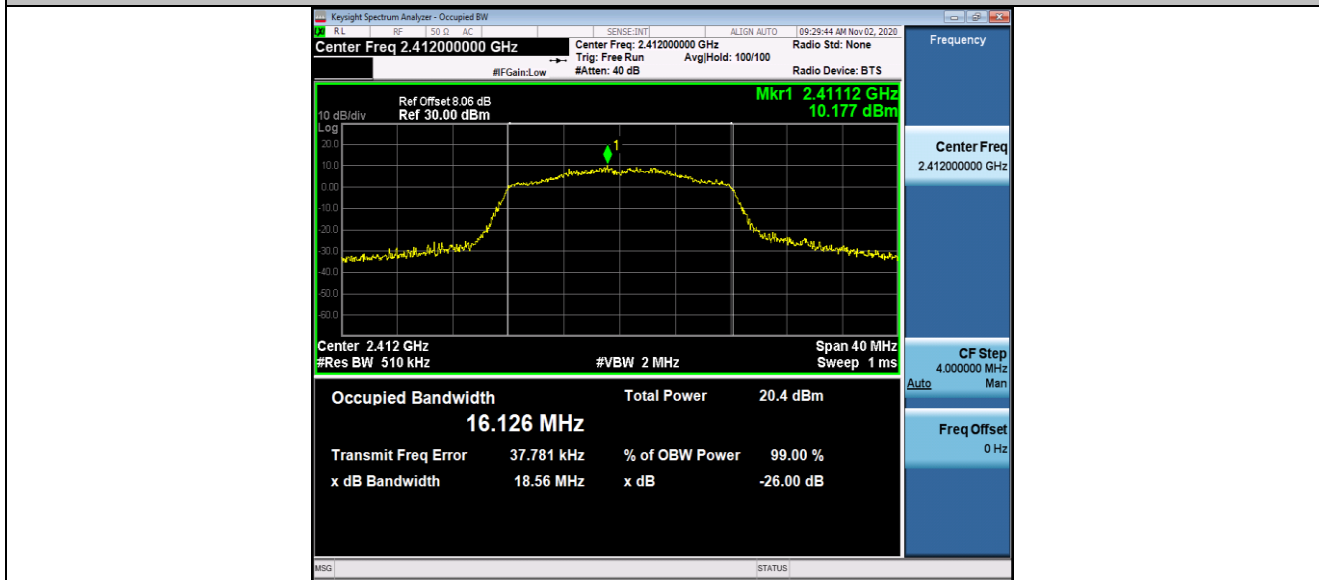 Keysight Spectrum Analyzer - Occupied BW
RL RF 50 Ω AC SENSE:INT ALIGN AUTO 09:29:44 AM Nov 02, 2020
Center Freq 2.412000000 GHz
Center Freq: 2.412000000 GHz Radio Std: None
Trig: Free Run Avg|Hold: 100/100
#IFGain:Low #Atten: 40 dB Radio Device: BTS
Frequency
Mkr1 2.41112 GHz
10.177 dBm
Ref Offset 8.06 dB
10 dB/div Ref 30.00 dBm
Log
20.0
10.0
0.00
-10.0
-20.0
-30.0
-40.0
-50.0
-60.0
1
Center 2.412 GHz Span 40 MHz
#Res BW 510 kHz #VBW 2 MHz Sweep 1 ms
Occupied Bandwidth Total Power 20.4 dBm
16.126 MHz
Transmit Freq Error 37.781 kHz % of OBW Power 99.00 %
x dB Bandwidth 18.56 MHz x dB -26.00 dB
Center Freq
2.412000000 GHz
CF Step
4.000000 MHz
Auto Man
Freq Offset
0 Hz
MSG STATUS